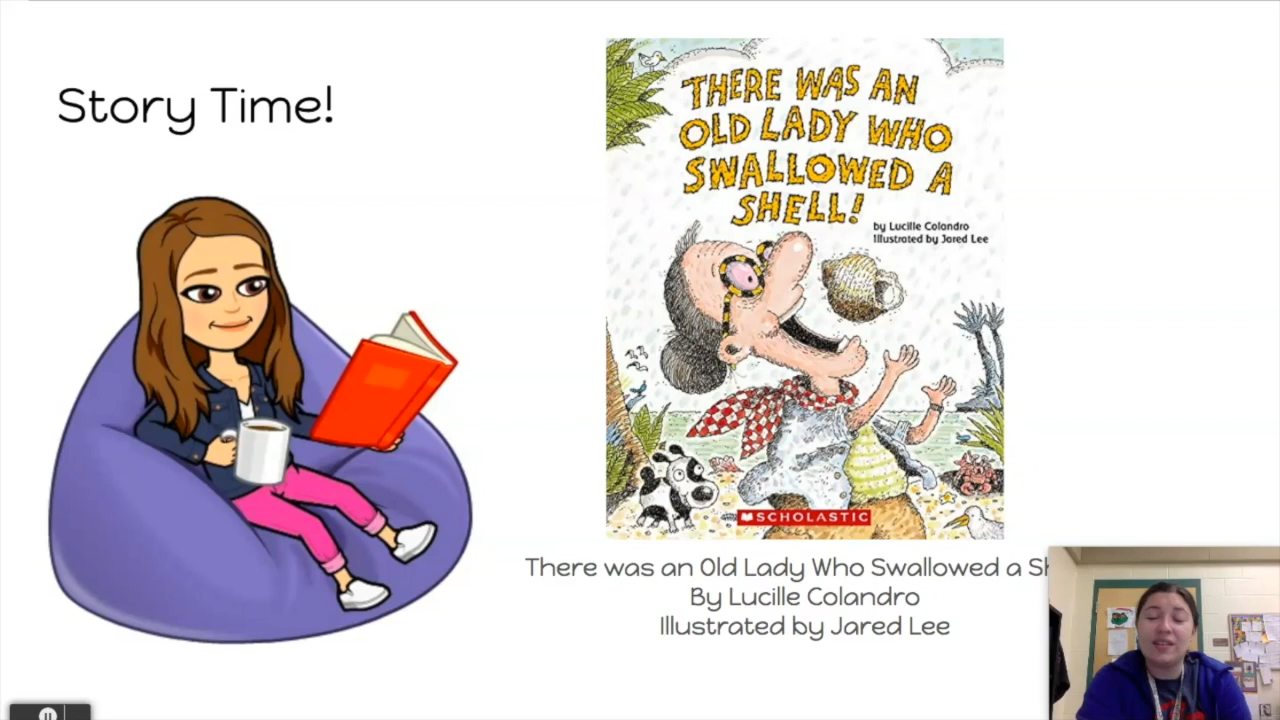 Story Time!
THERE WAS AN
OLD LADY WHO
SWALLOWED A
SHELL!
by Lucille Colandro
Illustrated by Jared Lee
SCHOLASTIC
There was an Old Lady Who Swallowed a Sh
By Lucille Colandro
Illustrated by Jared Lee